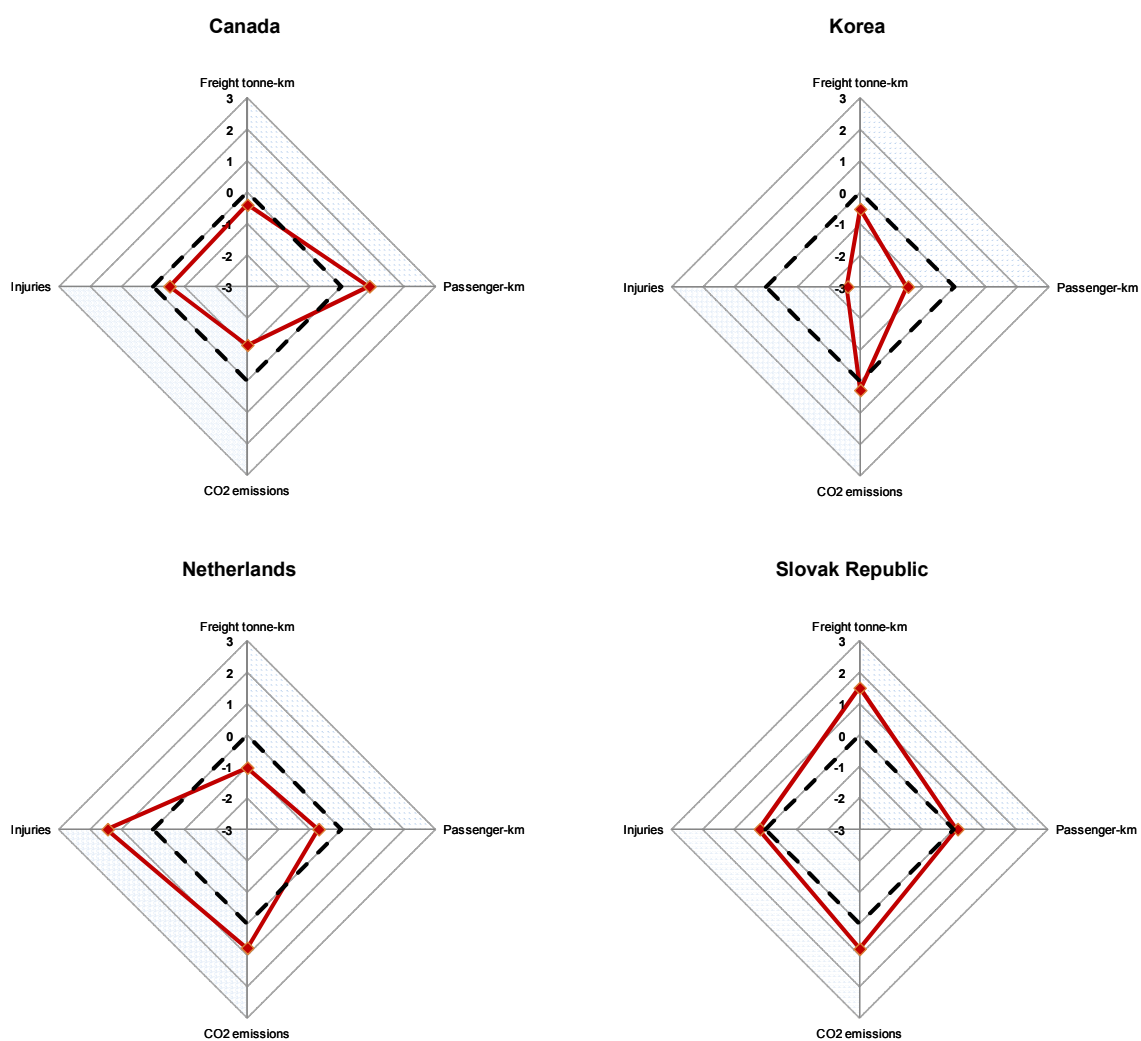 Canada
Freight tonne-km
3
2
1
0
-1
-2
-3
Injuries
Passenger-km
CO2 emissions
Korea
Freight tonne-km
3
2
1
0
-1
-2
-3
Injuries
Passenger-km
CO2 emissions
Netherlands
Freight tonne-km
3
2
1
0
-1
-2
-3
Injuries
Passenger-km
CO2 emissions
Slovak Republic
Freight tonne-km
3
2
1
0
-1
-2
-3
Injuries
Passenger-km
CO2 emissions